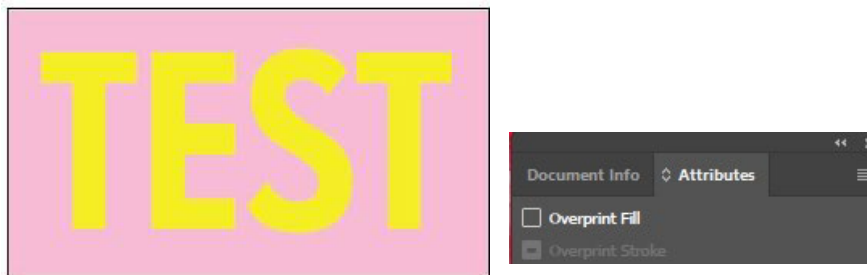 TEST
Document Info Attributes
Overprint Fill
Overprint Stroke